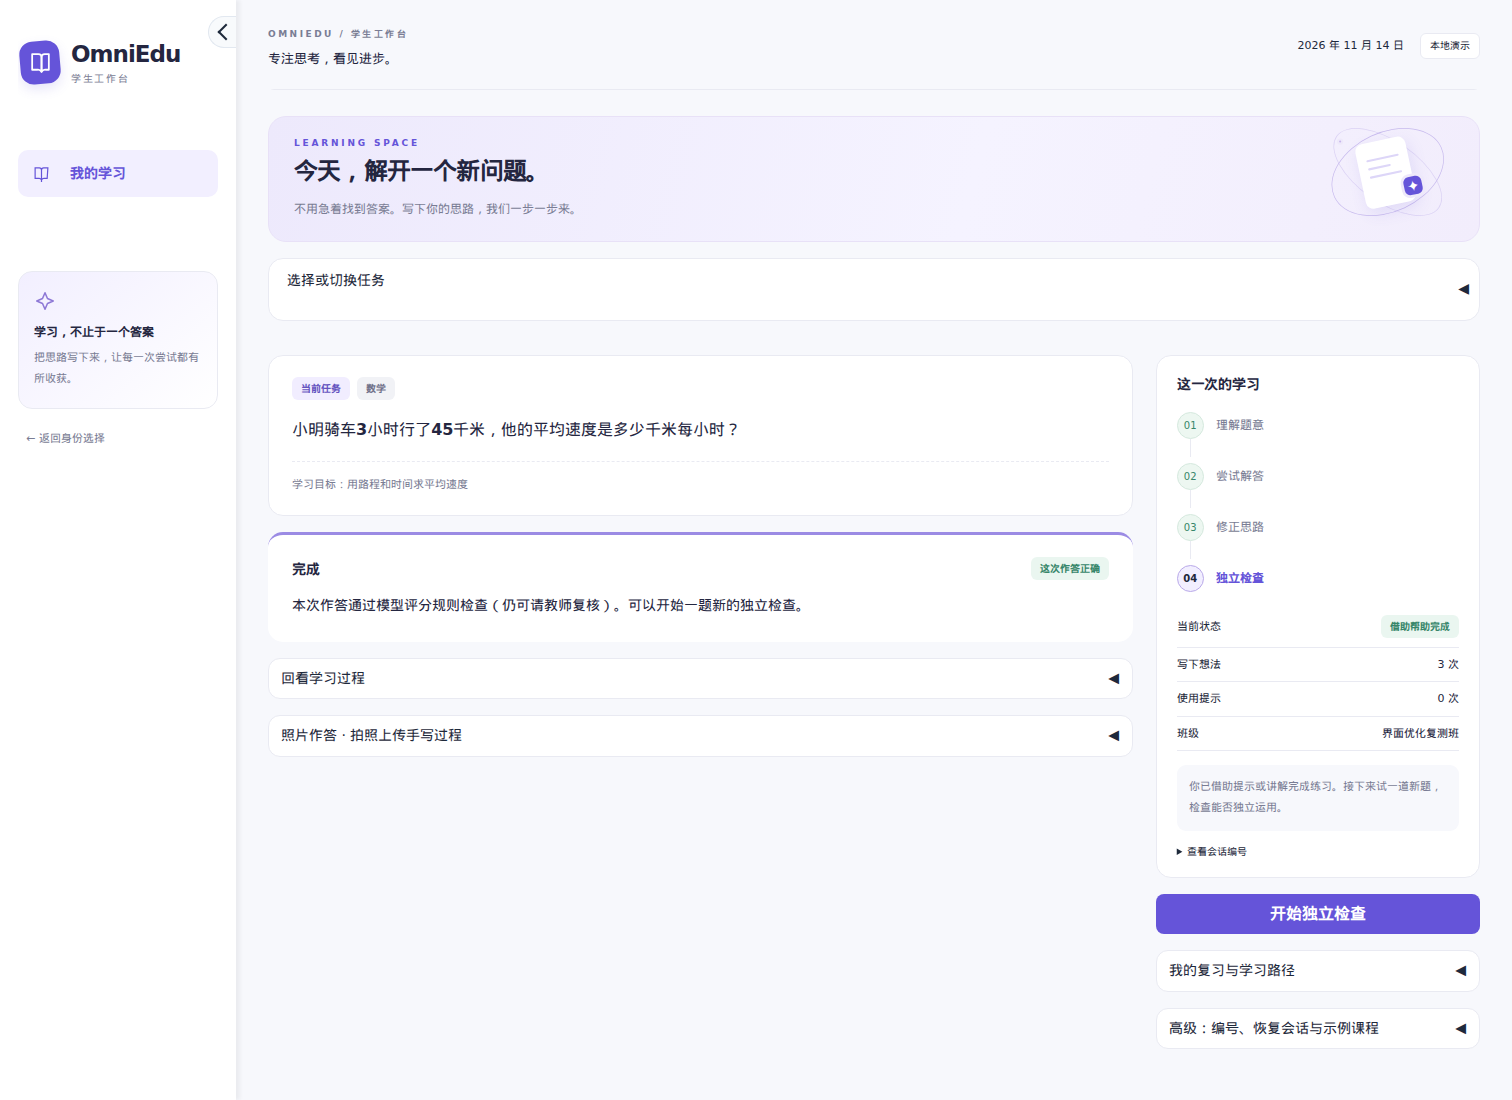 OmniEdu
学生工作台
我的学习
学习，不止于一个答案
把思路写下来，让每一次尝试都有
所收获。
← 返回身份选择
OMNIEDU / 学生工作台
专注思考，看见进步。
2026 年 11 月 14 日
本地演示
LEARNING SPACE
今天，解开一个新问题。
不用急着找到答案。写下你的思路，我们一步一步来。
选择或切换任务
当前任务
数学
小明骑车3小时行了45千米，他的平均速度是多少千米每小时？
学习目标：用路程和时间求平均速度
完成
这次作答正确
本次作答通过模型评分规则检查（仍可请教师复核）。可以开始一题新的独立检查。
回看学习过程
照片作答 · 拍照上传手写过程
这一次的学习
01 理解题意
02 尝试解答
03 修正思路
04 独立检查
当前状态 借助帮助完成
写下想法 3 次
使用提示 0 次
班级 界面优化复测班
你已借助提示或讲解完成练习。接下来试一道新题，
检查能否独立运用。
查看会话编号
开始独立检查
我的复习与学习路径
高级：编号、恢复会话与示例课程